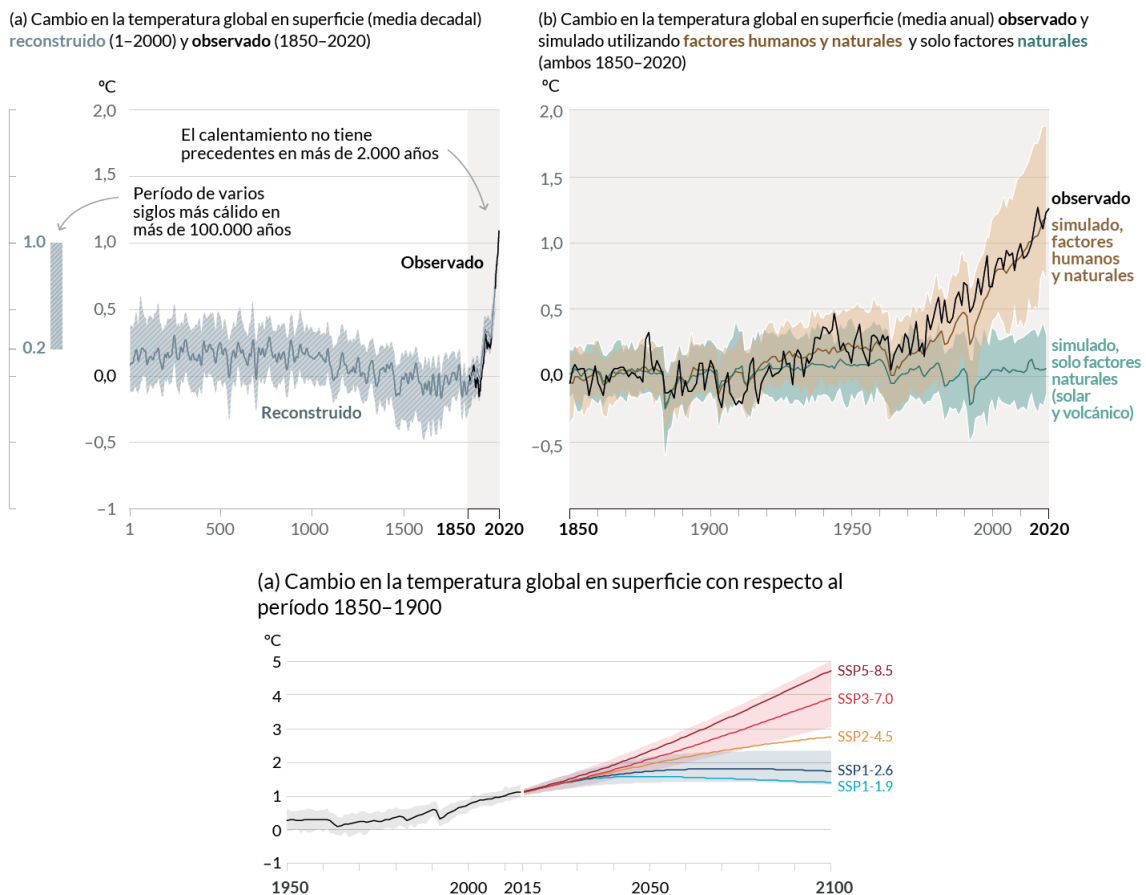 (a) Cambio en la temperatura global en superficie (media decadal)
reconstruido (1–2000) y observado (1850–2020)
°C
2,0
1,5
1,0
0,5
0,0
–0,5
–1
1.0
0.2
El calentamiento no tiene
precedentes en más de 2.000 años
Período de varios
siglos más cálido en
más de 100.000 años
Observado
Reconstruido
1 500 1000 1500 1850 2020
(b) Cambio en la temperatura global en superficie (media anual) observado y
simulado utilizando factores humanos y naturales y solo factores naturales
(ambos 1850–2020)
°C
2,0
1,5
1,0
0,5
0,0
–0,5
observado
simulado,
factores
humanos
y naturales
simulado,
solo factores
naturales
(solar
y volcánico)
1850 1900 1950 2000 2020
(a) Cambio en la temperatura global en superficie con respecto al
período 1850–1900
°C
5
4
3
2
1
0
–1
SSP5-8.5
SSP3-7.0
SSP2-4.5
SSP1-2.6
SSP1-1.9
1950 2000 2015 2050 2100